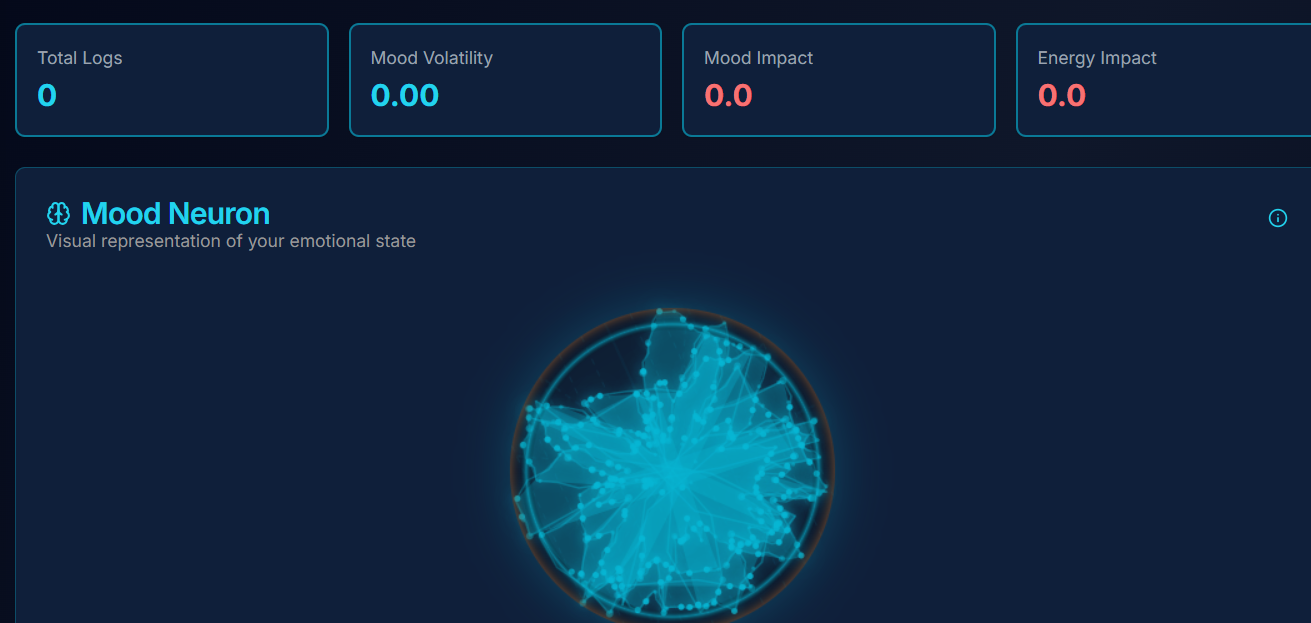 Total Logs
0
Mood Volatility
0.00
Mood Impact
0.0
Energy Impact
0.0
Mood Neuron
Visual representation of your emotional state